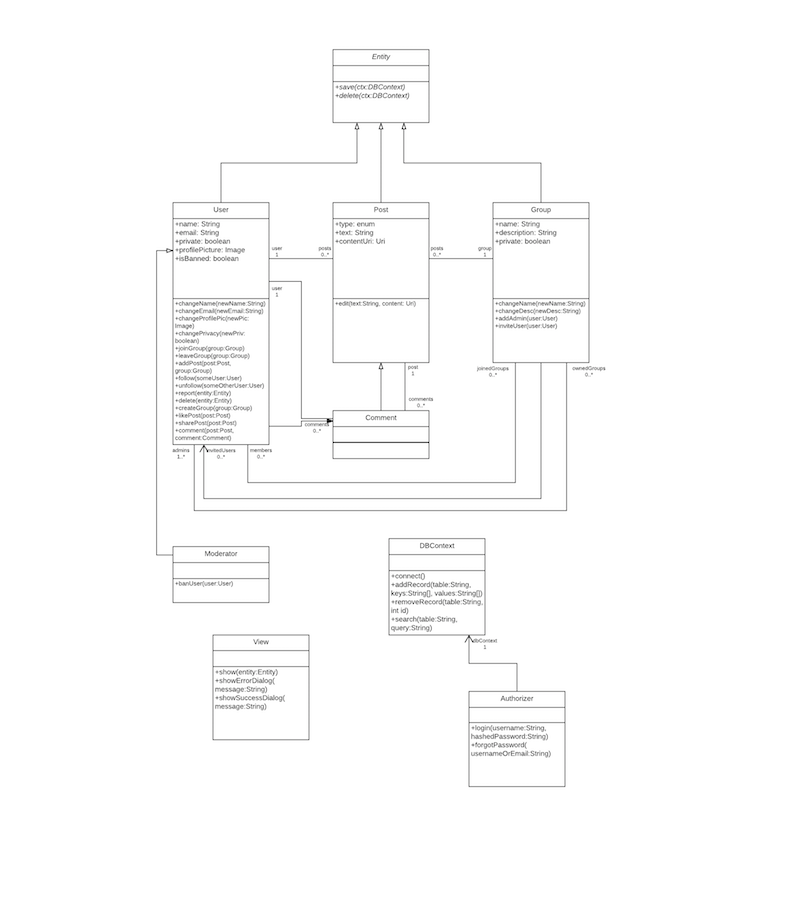 Entity
+save(ctx:DBContext)
+delete(ctx:DBContext)
User
+name: String
+email: String
+private: boolean
+profilePicture: Image
+isBanned: boolean
+changeName(newName:String)
+changeEmail(newEmail:String)
+changeProfilePic(newPic:
Image)
+changePrivacy(newPriv:
boolean)
+joinGroup(group:Group)
+leaveGroup(group:Group)
+addPost(post:Post,
group:Group)
+follow(someUser:User)
+unfollow(someOtherUser:User)
+report(entity:Entity)
+delete(entity:Entity)
+createGroup(group:Group)
+likePost(post:Post)
+sharePost(post:Post)
+comment(post:Post,
comment:Comment)
user
1
posts
0..*
user
1
Post
+type: enum
+text: String
+contentUri: Uri
+edit(text:String, content: Uri)
posts
0..*
group
1
Group
+name: String
+description: String
+private: boolean
+changeName(newName:String)
+changeDesc(newDesc:String)
+addAdmin(user:User)
+inviteUser(user:User)
post
1
comments
0..*
joinedGroups
0..*
ownedGroups
0..*
comments
0..*
Comment
admins
1..*
invitedUsers
0..*
members
0..*
Moderator
+banUser(user:User)
DBContext
+connect()
+addRecord(table:String,
keys:String[], values:String[])
+removeRecord(table:String,
int id)
+search(table:String,
query:String)
dbContext
1
View
+show(entity:Entity)
+showErrorDialog(
message:String)
+showSuccessDialog(
message:String)
Authorizer
+login(username:String,
hashedPassword:String)
+forgotPassword(
usernameOrEmail:String)